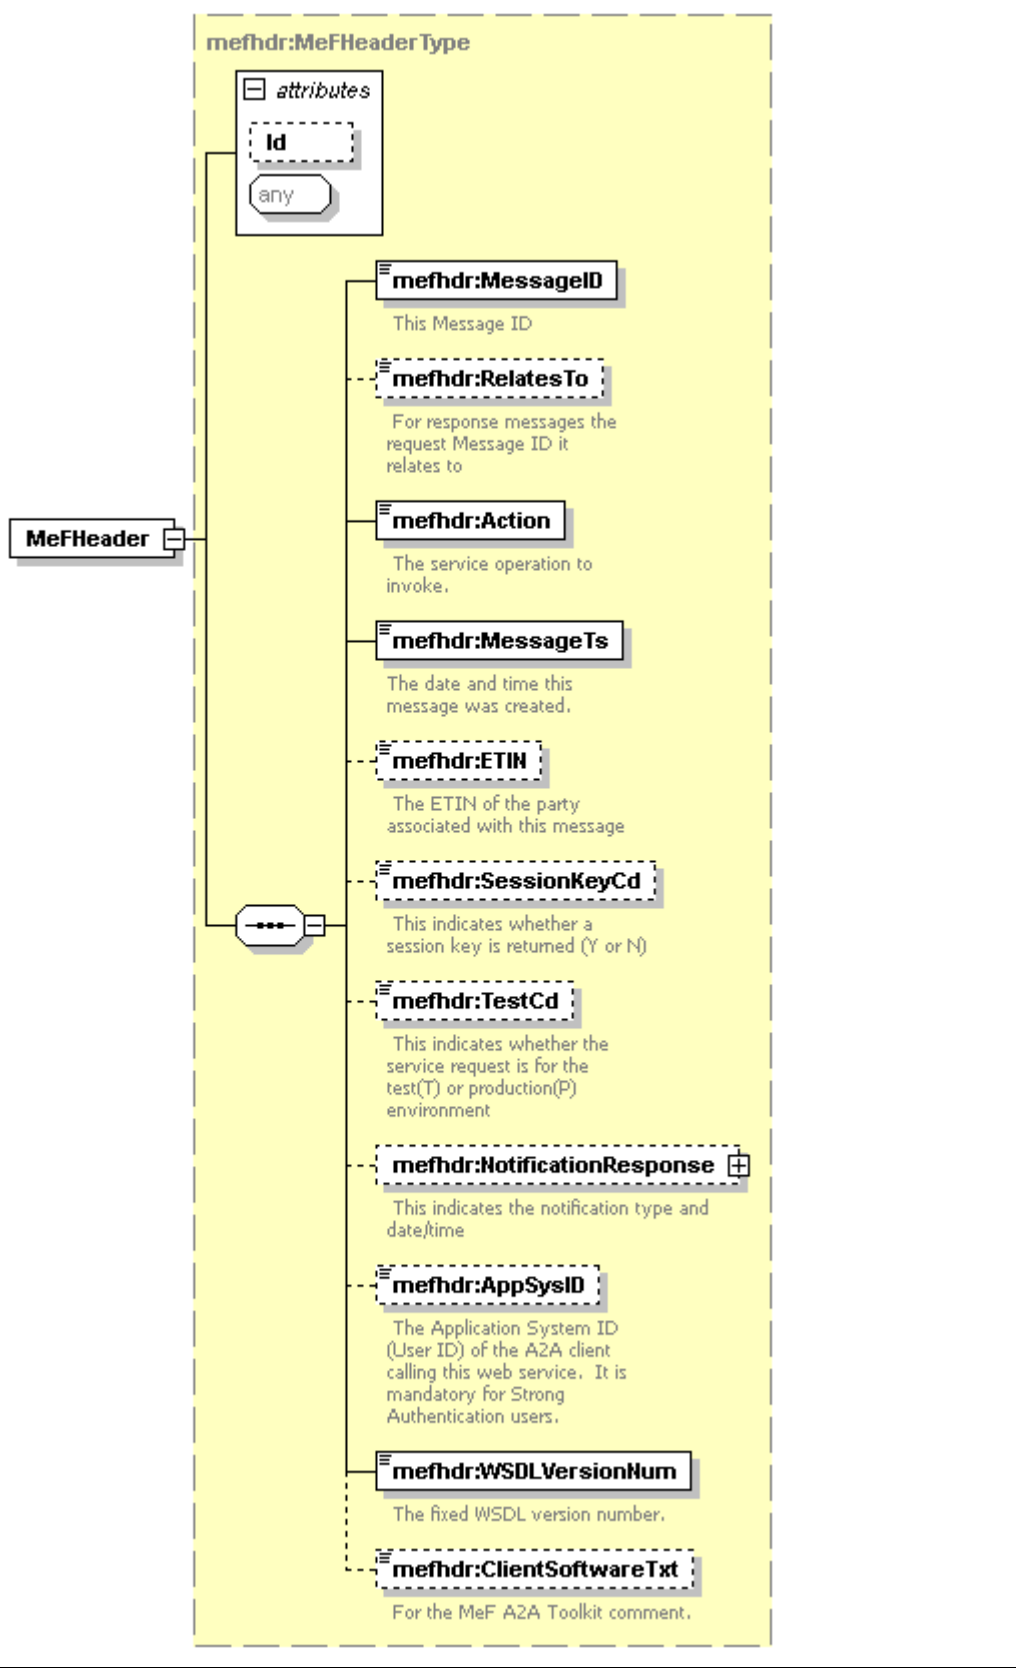 mefhdr:MeFHeaderType
attributes
Id
any
mefhdr:MessageID
This Message ID
mefhdr:RelatesTo
For response messages the
request Message ID it
relates to
mefhdr:Action
The service operation to
invoke.
MeFHeader
mefhdr:MessageTs
The date and time this
message was created.
mefhdr:ETIN
The ETIN of the party
associated with this message
mefhdr:SessionKeyCd
This indicates whether a
session key is returned (Y or N)
mefhdr:TestCd
This indicates whether the
service request is for the
test(T) or production(P)
environment
mefhdr:NotificationResponse
This indicates the notification type and
date/time
mefhdr:AppSysID
The Application System ID
(User ID) of the A2A client
calling this web service.  It is
mandatory for Strong
Authentication users.
mefhdr:WSDLVersionNum
The fixed WSDL version number.
mefhdr:ClientSoftwareTxt
For the MeF A2A Toolkit comment.